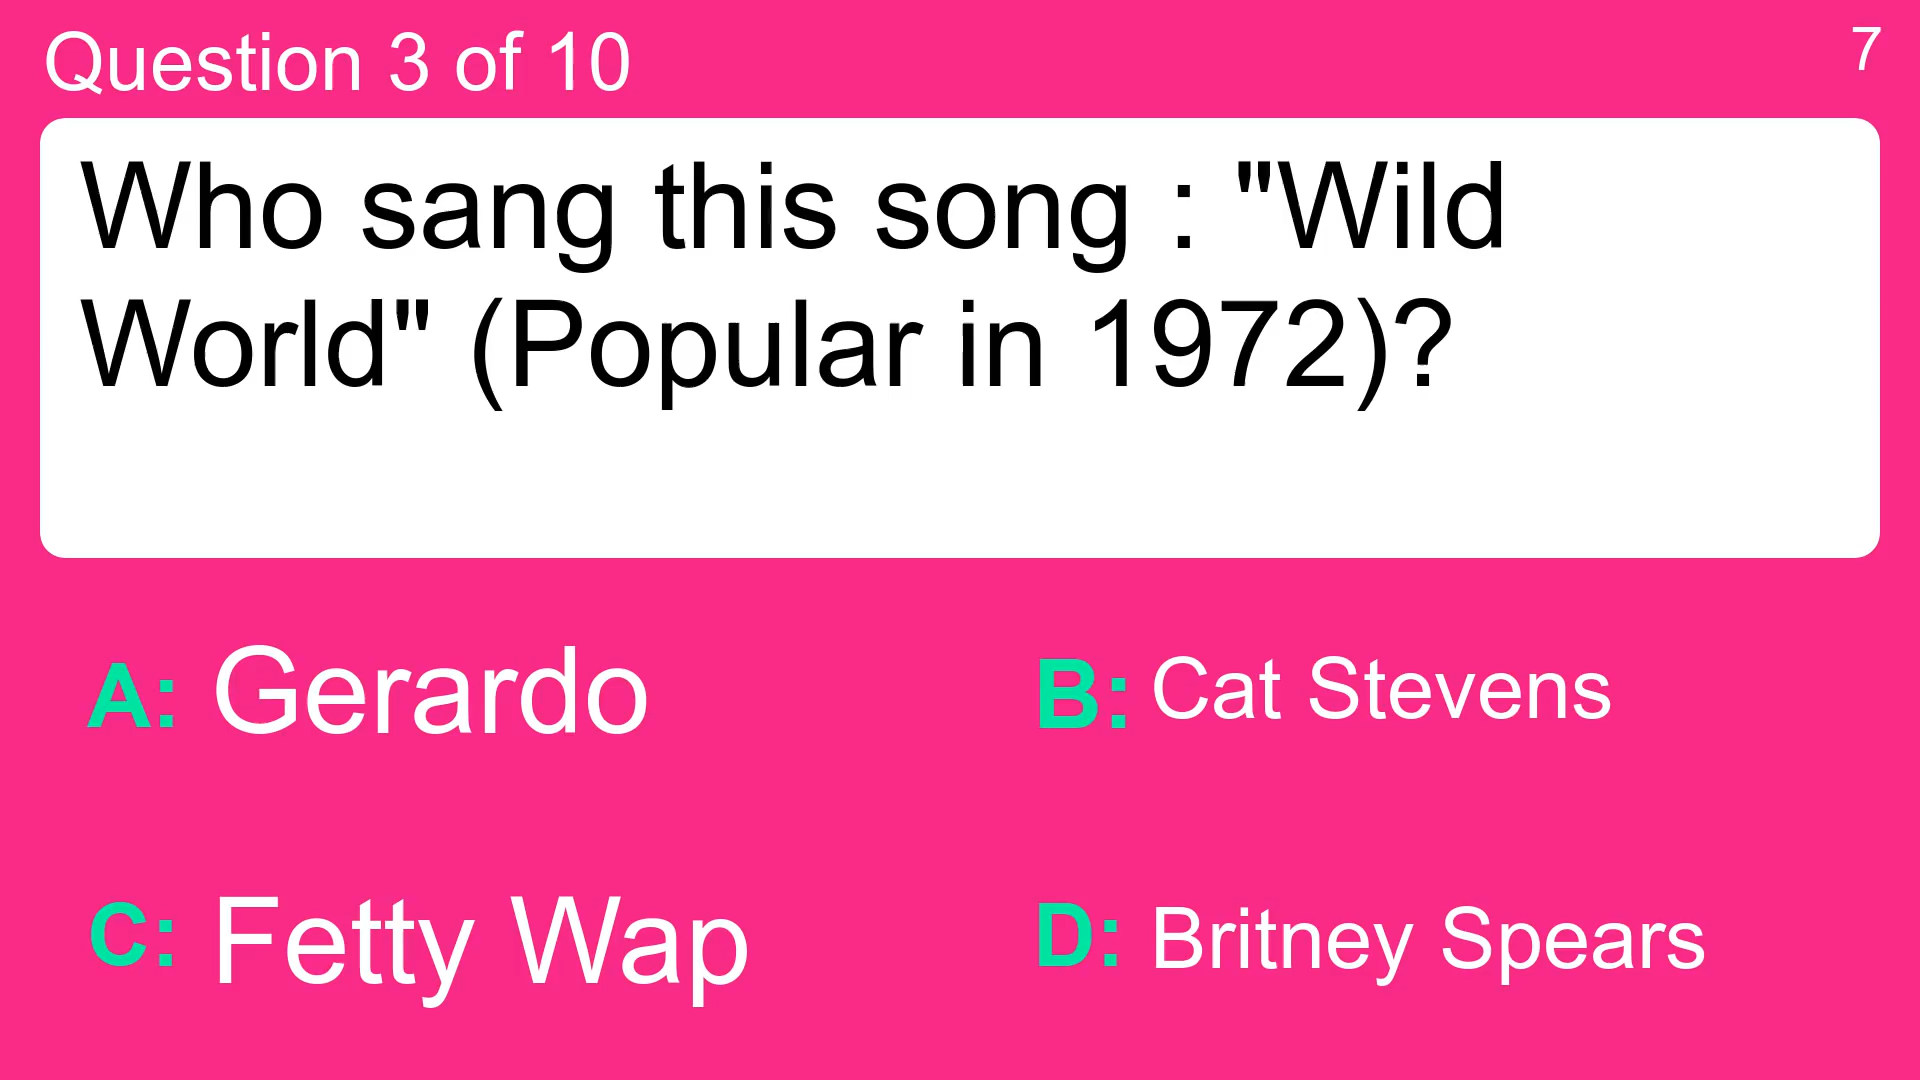 Question 3 of 10
7
Who sang this song : "Wild
World" (Popular in 1972)?
A: Gerardo
B: Cat Stevens
C: Fetty Wap
D: Britney Spears